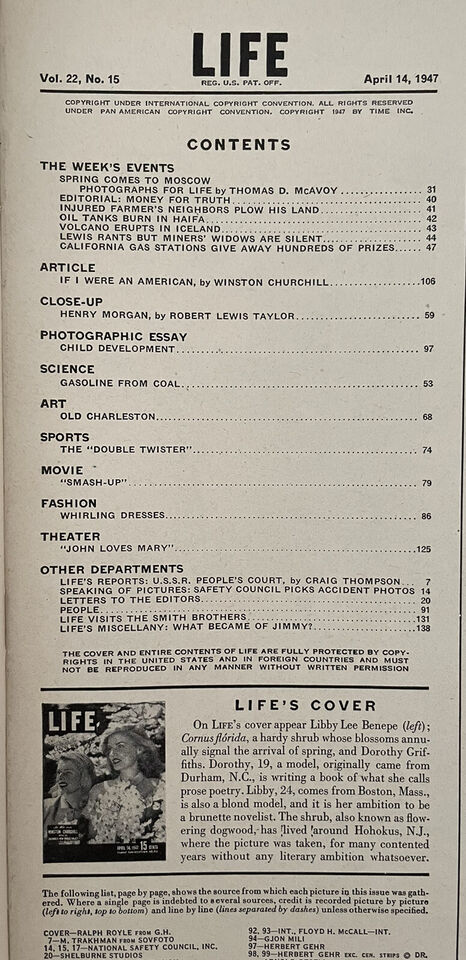 LIFE
Vol. 22, No. 15
REG. U.S. PAT. OFF.
April 14, 1947
COPYRIGHT UNDER INTERNATIONAL COPYRIGHT CONVENTION. ALL RIGHTS RESERVED
UNDER PAN AMERICAN COPYRIGHT CONVENTION. COPYRIGHT 1947 BY TIME INC.
CONTENTS
THE WEEK'S EVENTS
SPRING COMES TO MOSCOW
PHOTOGRAPHS FOR LIFE by THOMAS D. McAVOY 31
EDITORIAL: MONEY FOR TRUTH 40
INJURED FARMER'S NEIGHBORS PLOW HIS LAND 41
OIL TANKS BURN IN HAIFA 42
VOLCANO ERUPTS IN ICELAND 43
LEWIS RANTS BUT MINERS' WIDOWS ARE SILENT 44
CALIFORNIA GAS STATIONS GIVE AWAY HUNDREDS OF PRIZES 47
ARTICLE
IF I WERE AN AMERICAN, by WINSTON CHURCHILL 106
CLOSE-UP
HENRY MORGAN, by ROBERT LEWIS TAYLOR 59
PHOTOGRAPHIC ESSAY
CHILD DEVELOPMENT 97
SCIENCE
GASOLINE FROM COAL 53
ART
OLD CHARLESTON 68
SPORTS
THE "DOUBLE TWISTER" 74
MOVIE
"SMASH-UP" 79
FASHION
WHIRLING DRESSES 86
THEATER
"JOHN LOVES MARY" 125
OTHER DEPARTMENTS
LIFE'S REPORTS: U.S.S.R. PEOPLE'S COURT, by CRAIG THOMPSON 7
SPEAKING OF PICTURES: SAFETY COUNCIL PICKS ACCIDENT PHOTOS 14
LETTERS TO THE EDITORS 20
PEOPLE 91
LIFE VISITS THE SMITH BROTHERS 131
LIFE'S MISCELLANY: WHAT BECAME OF JIMMY? 138
THE COVER AND ENTIRE CONTENTS OF LIFE ARE FULLY PROTECTED BY COPY-
RIGHTS IN THE UNITED STATES AND IN FOREIGN COUNTRIES AND MUST
NOT BE REPRODUCED IN ANY MANNER WITHOUT WRITTEN PERMISSION
LIFE
WINSTON CHURCHILL
APRIL 14, 1947 15 CENTS
LIFE'S COVER
On LIFE's cover appear Libby Lee Benepe (left);
Cornus flórida, a hardy shrub whose blossoms annu-
ally signal the arrival of spring, and Dorothy Grif-
fiths. Dorothy, 19, a model, originally came from
Durham, N.C., is writing a book of what she calls
prose poetry. Libby, 24, comes from Boston, Mass.,
is also a blond model, and it is her ambition to be
a brunette novelist. The shrub, also known as flow-
ering dogwood, has lived around Hohokus, N.J.,
where the picture was taken, for many contented
years without any literary ambition whatsoever.
The following list, page by page, shows the source from which each picture in this issue was gath-
ered. Where a single page is indebted to several sources, credit is recorded picture by picture
(left to right, top to bottom) and line by line (lines separated by dashes) unless otherwise specified.
COVER—RALPH ROYLE FROM G.H.
7—M. TRAKHMAN FROM SOVFOTO
14, 15, 17—NATIONAL SAFETY COUNCIL, INC.
20—SHELBURNE STUDIOS
92, 93—INT., FLOYD H. McCALL—INT.
94—GJON MILI
97—HERBERT GEHR
98, 99—HERBERT GEHR EXC. CEN. STRIPS © DR.